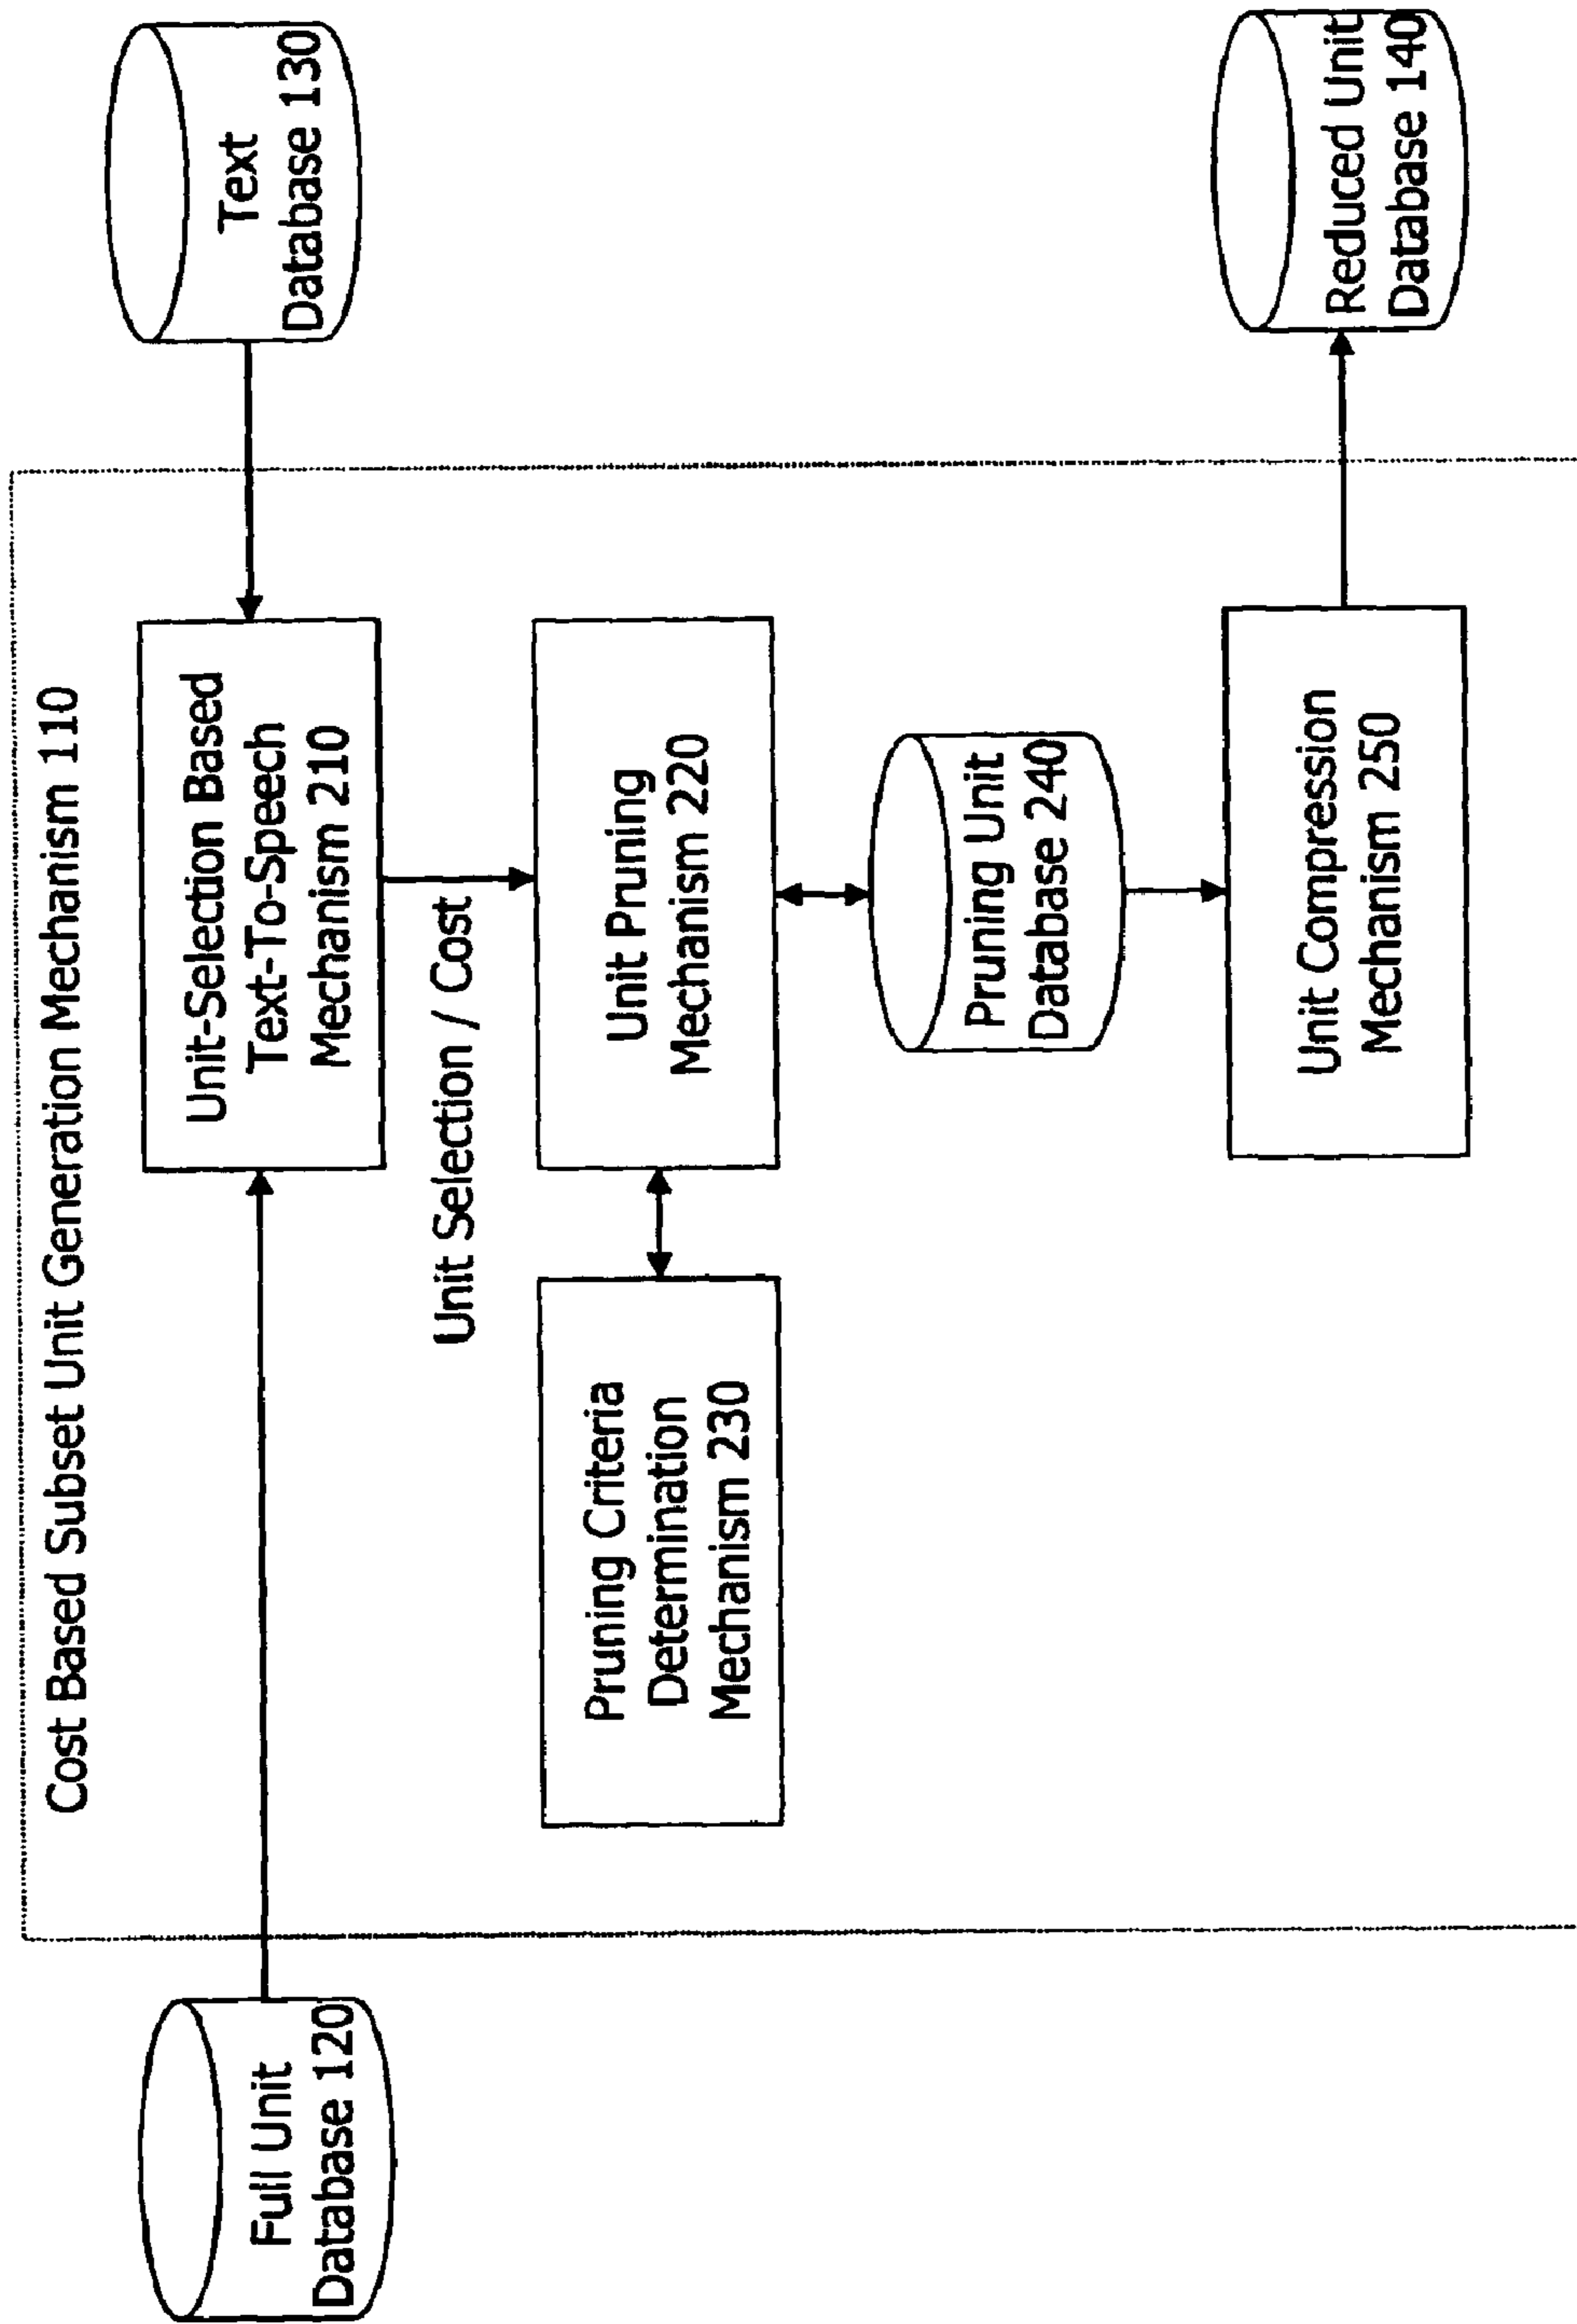 Cost Based Subset Unit Generation Mechanism 110
Full Unit
Database 120
Unit-Selection Based
Text-To-Speech
Mechanism 210
Text
Database 130
Unit Selection / Cost
Pruning Criteria
Determination
Mechanism 230
Unit Pruning
Mechanism 220
Pruning Unit
Database 240
Unit Compression
Mechanism 250
Reduced Unit
Database 140